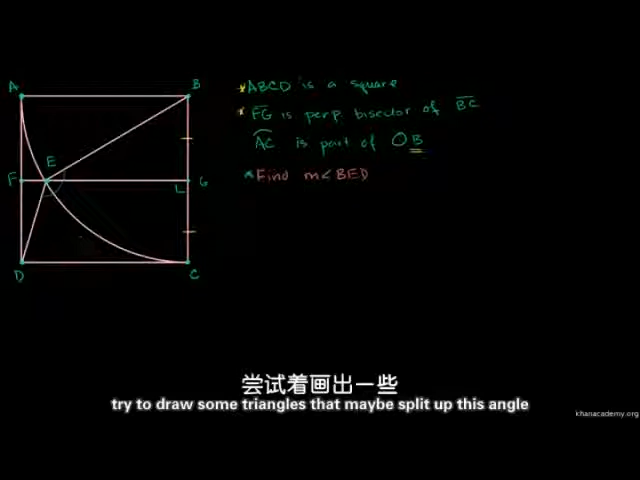 A
B
* ABCD is a square
* FG is perp. bisector of BC
AC is part of ⊙B
E
F
L
G
* Find m∠BED
D
C
尝试着画出一些
try to draw some triangles that maybe split up this angle
khanacademy.org